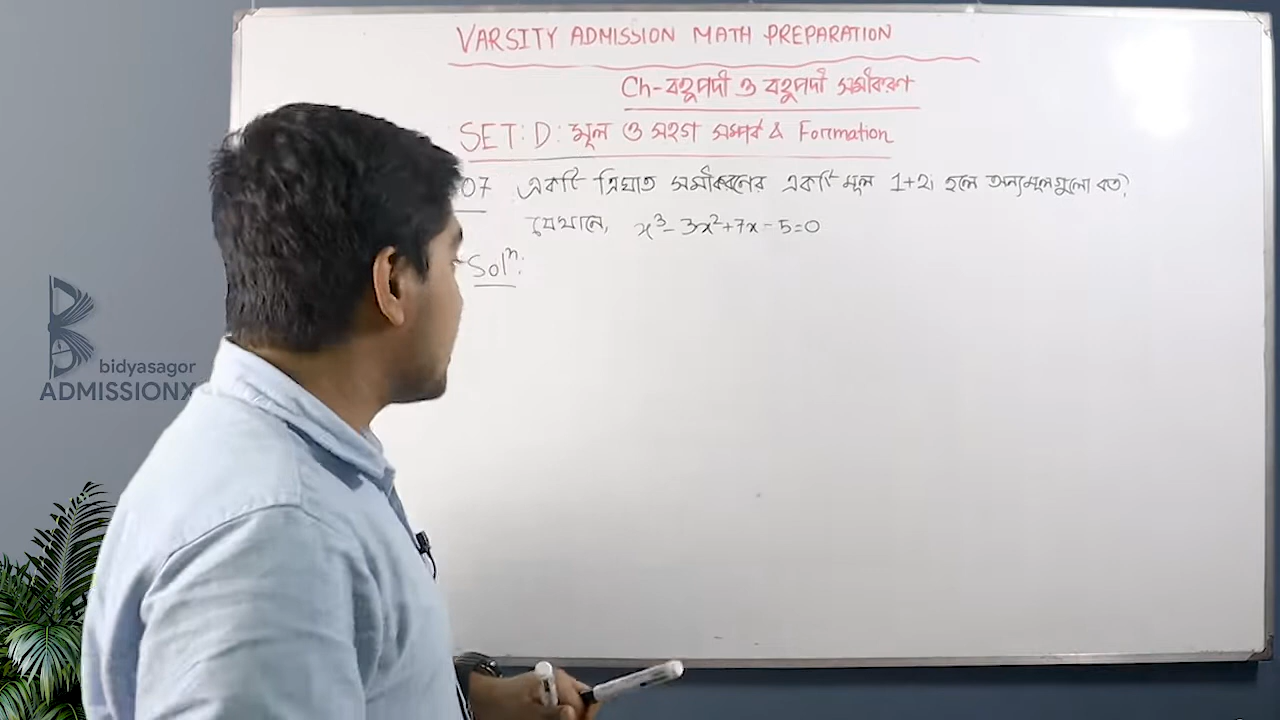 VARSITY ADMISSION MATH PREPARATION
Ch-বহুপদী ও বহুপদী সমীকরণ
SET: D: মূল ও সহগ সম্পর্ক & Formation
07 একটি ত্রিঘাত সমীকরণের একটি মূল 1+2i হলে অন্যমূলগুলো কত?
যেখানে, x³-3x²+7x-5=0
Solⁿ:
bidyasagor
ADMISSIONX